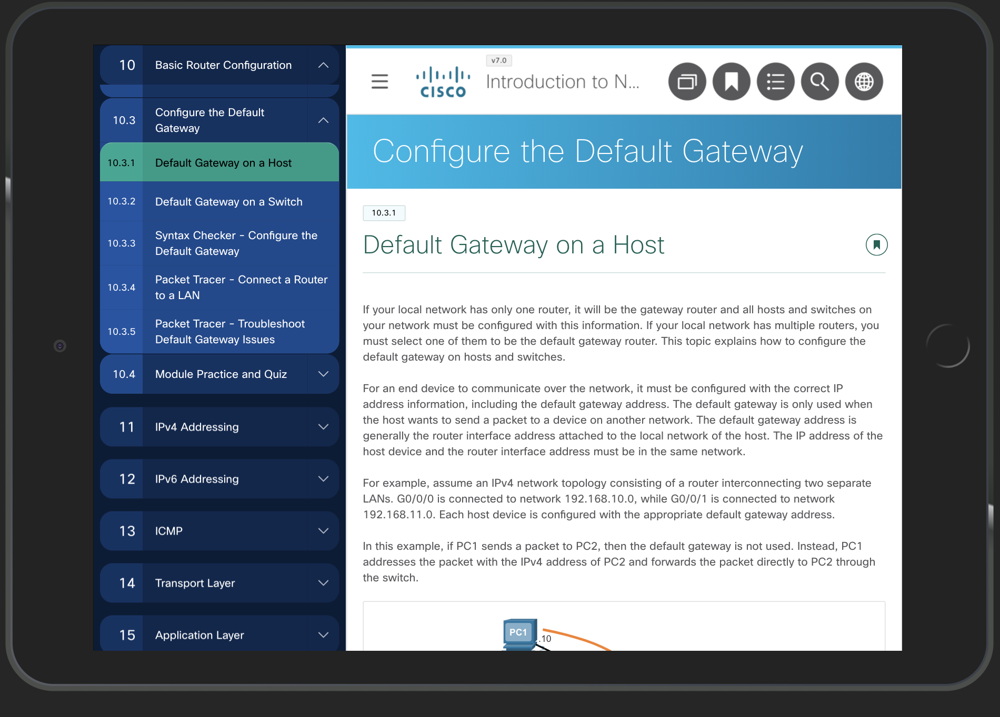 10 Basic Router Configuration
10.3 Configure the Default
Gateway
10.3.1 Default Gateway on a Host
10.3.2 Default Gateway on a Switch
10.3.3 Syntax Checker - Configure the
Default Gateway
10.3.4 Packet Tracer - Connect a Router
to a LAN
10.3.5 Packet Tracer - Troubleshoot
Default Gateway Issues
10.4 Module Practice and Quiz
11 IPv4 Addressing
12 IPv6 Addressing
13 ICMP
14 Transport Layer
15 Application Layer
CISCO
v7.0
Introduction to N...
Configure the Default Gateway
10.3.1
Default Gateway on a Host
If your local network has only one router, it will be the gateway router and all hosts and switches on
your network must be configured with this information. If your local network has multiple routers, you
must select one of them to be the default gateway router. This topic explains how to configure the
default gateway on hosts and switches.
For an end device to communicate over the network, it must be configured with the correct IP
address information, including the default gateway address. The default gateway is only used when
the host wants to send a packet to a device on another network. The default gateway address is
generally the router interface address attached to the local network of the host. The IP address of the
host device and the router interface address must be in the same network.
For example, assume an IPv4 network topology consisting of a router interconnecting two separate
LANs. G0/0/0 is connected to network 192.168.10.0, while G0/0/1 is connected to network
192.168.11.0. Each host device is configured with the appropriate default gateway address.
In this example, if PC1 sends a packet to PC2, then the default gateway is not used. Instead, PC1
addresses the packet with the IPv4 address of PC2 and forwards the packet directly to PC2 through
the switch.
PC1
.10